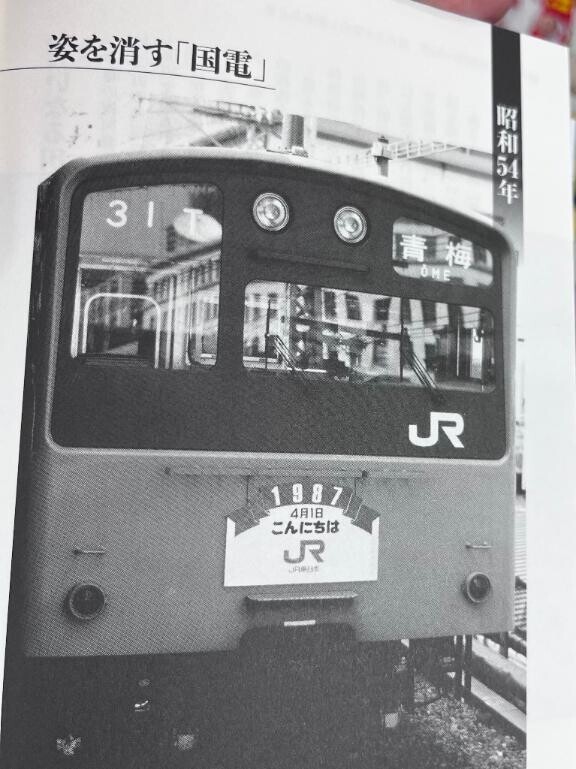 姿を消す「国電」
昭和54年
31T
青梅
ŌME
JR
1987
4月1日
こんにちは
JR
JR東日本